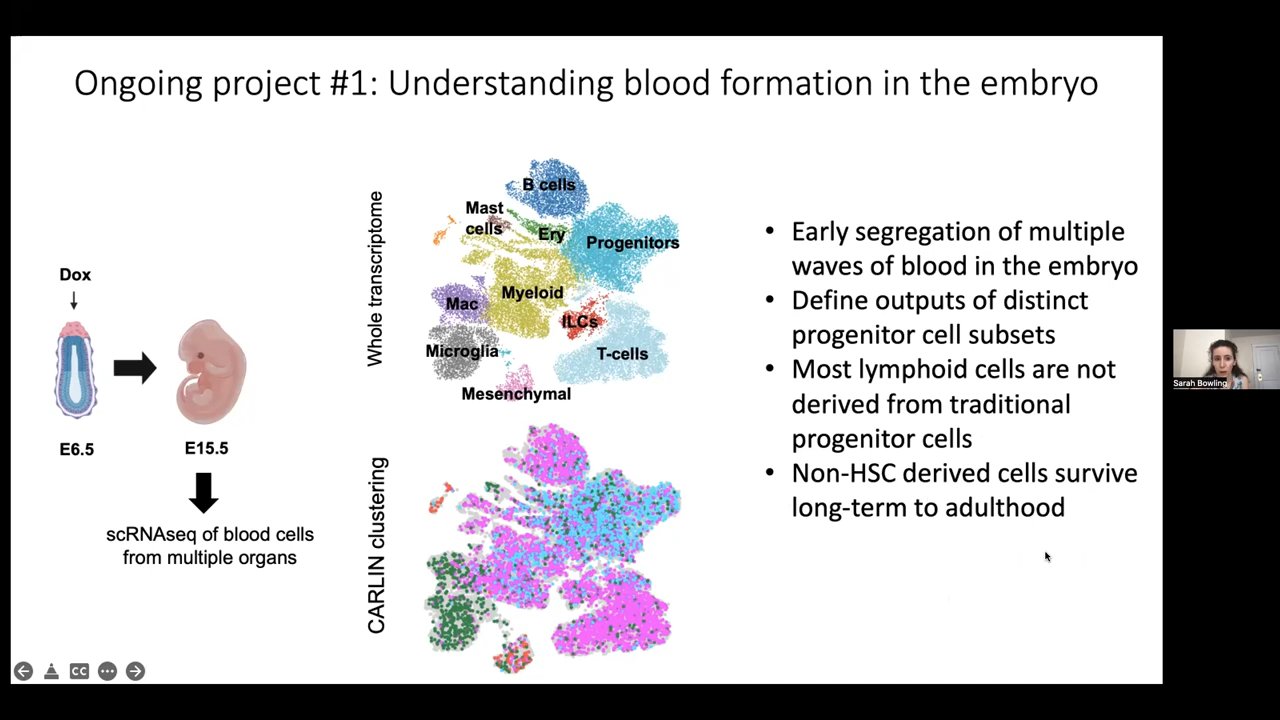 Ongoing project #1: Understanding blood formation in the embryo
Dox
E6.5
E15.5
scRNAseq of blood cells
from multiple organs
Whole transcriptome
B cells
Mast
cells
Ery
Progenitors
Mac
Myeloid
ILCs
Microglia
T-cells
Mesenchymal
CARLIN clustering
• Early segregation of multiple
waves of blood in the embryo
• Define outputs of distinct
progenitor cell subsets
• Most lymphoid cells are not
derived from traditional
progenitor cells
• Non-HSC derived cells survive
long-term to adulthood
Sarah Bowling
CC